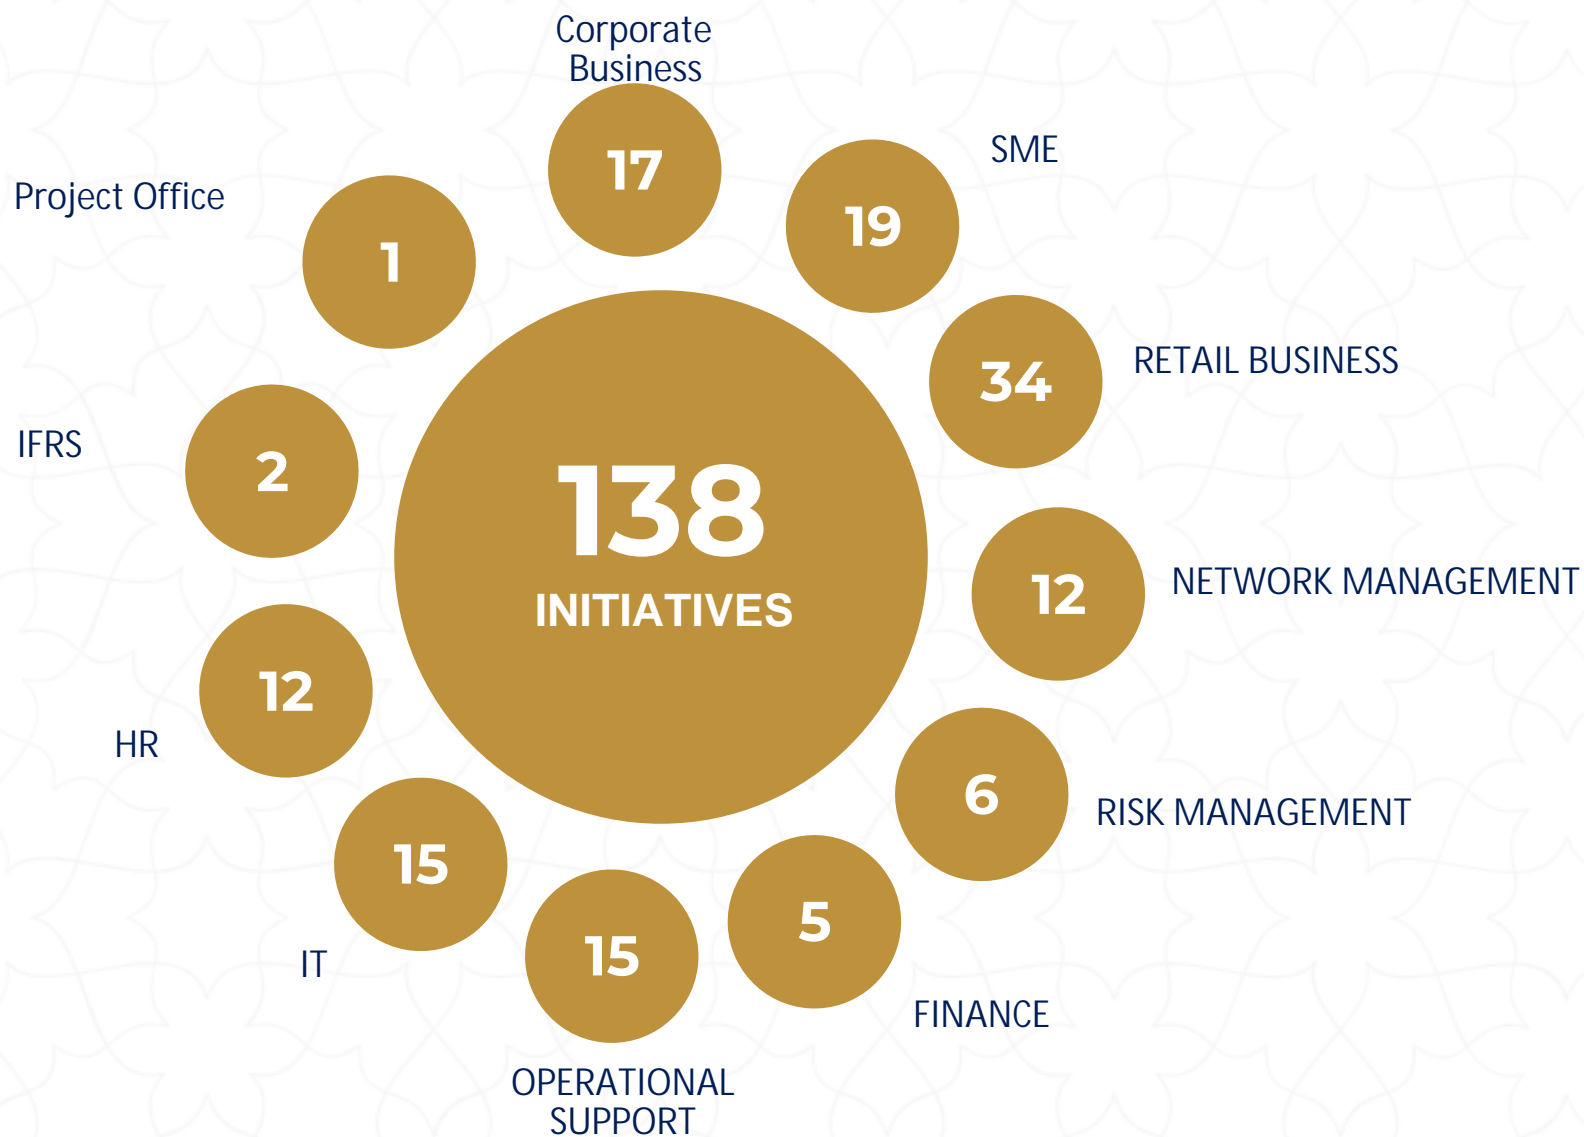 Corporate
Business
17
SME
19
Project Office
1
RETAIL BUSINESS
34
IFRS
2
138
INITIATIVES
NETWORK MANAGEMENT
12
HR
12
RISK MANAGEMENT
6
IT
15
15
OPERATIONAL
SUPPORT
5
FINANCE